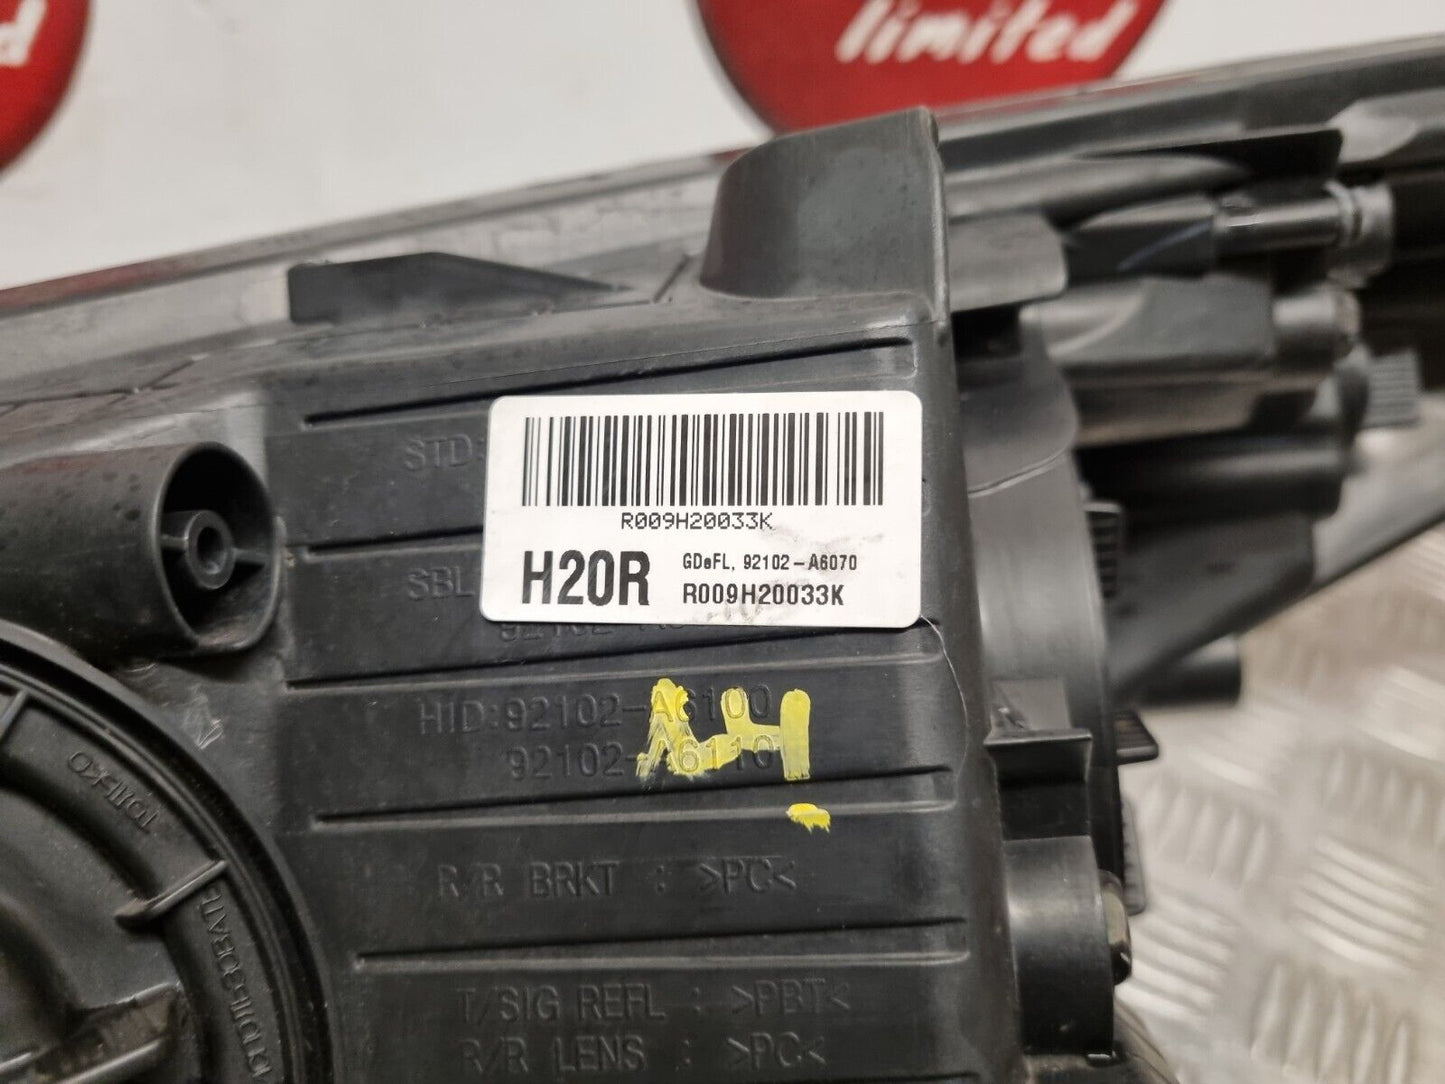 limited
d
STD:
R009H20033K
H20R
GDeFL, 92102-A6070
R009H20033K
SBL
HID:92102-A6100
92102-A6110
R/R BRKT : >PC<
T/SIG REFL : >PBT<
R/R LENS : >PC<